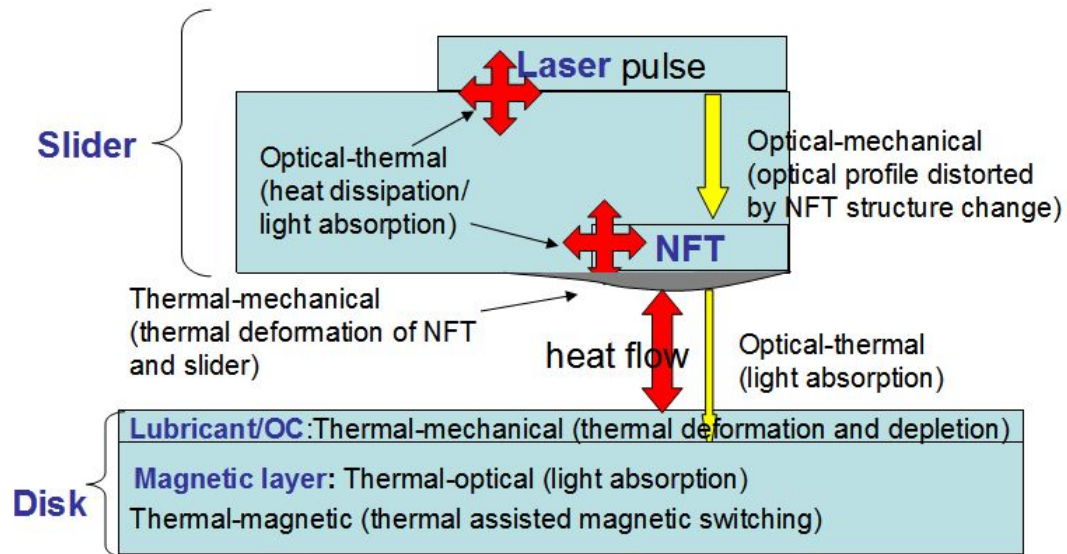 Laser pulse
Slider
Optical-thermal
(heat dissipation/
light absorption)
Optical-mechanical
(optical profile distorted
by NFT structure change)
NFT
Thermal-mechanical
(thermal deformation of NFT
and slider)
heat flow
Optical-thermal
(light absorption)
Disk
Lubricant/OC:Thermal-mechanical (thermal deformation and depletion)
Magnetic layer: Thermal-optical (light absorption)
Thermal-magnetic (thermal assisted magnetic switching)